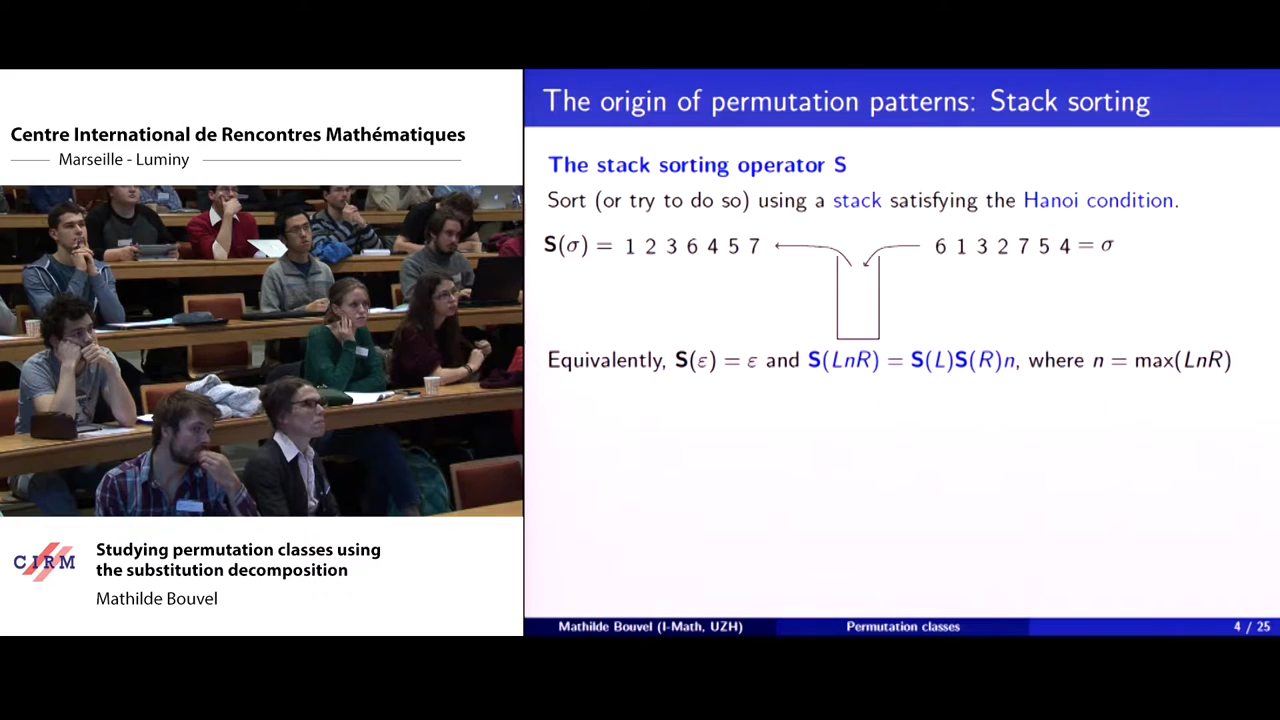 Centre International de Rencontres Mathématiques
Marseille - Luminy
CIRM
Studying permutation classes using
the substitution decomposition
Mathilde Bouvel
The origin of permutation patterns: Stack sorting
The stack sorting operator S
Sort (or try to do so) using a stack satisfying the Hanoi condition.
S(σ) = 1 2 3 6 4 5 7 6 1 3 2 7 5 4 = σ
Equivalently, S(ε) = ε and S(LnR) = S(L)S(R)n, where n = max(LnR)
Mathilde Bouvel (I-Math, UZH) Permutation classes 4 / 25